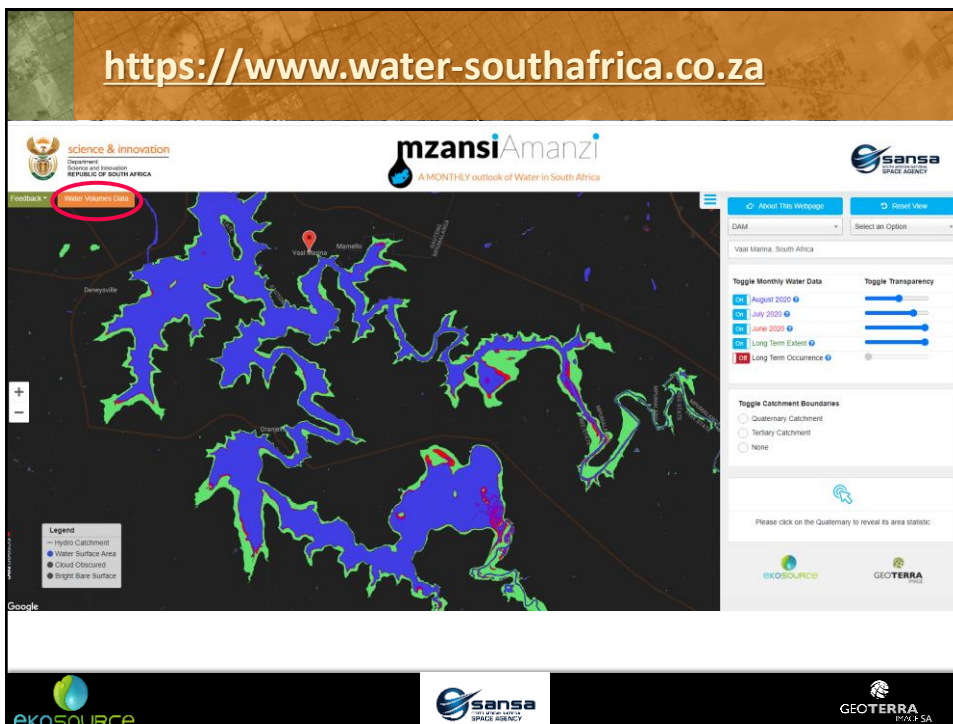 https://www.water-southafrica.co.za
science & innovation
Department:
Science and Innovation
REPUBLIC OF SOUTH AFRICA
mzansiAmanzi
A MONTHLY outlook of Water in South Africa
sansa
SOUTH AFRICAN NATIONAL
SPACE AGENCY
Feedback
Water Volumes Data
About This Webpage
Reset View
DAM
Select an Option
Vaal Marina, South Africa
Toggle Monthly Water Data
Toggle Transparency
On August 2020
On July 2020
On June 2020
On Long Term Extent
Off Long Term Occurrence
Toggle Catchment Boundaries
Quaternary Catchment
Tertiary Catchment
None
Please click on the Quaternary to reveal its area statistic
ekosource
GEOTERRA
IMAGE
Vaal Marina
Mamello
Deneysville
Oranjeville
GAUTENG
MPUMALANGA
+
−
Legend
Hydro Catchment
Water Surface Area
Cloud Obscured
Bright Bare Surface
Google
ekosource
sansa
SOUTH AFRICAN NATIONAL
SPACE AGENCY
GEOTERRA
IMAGE SA